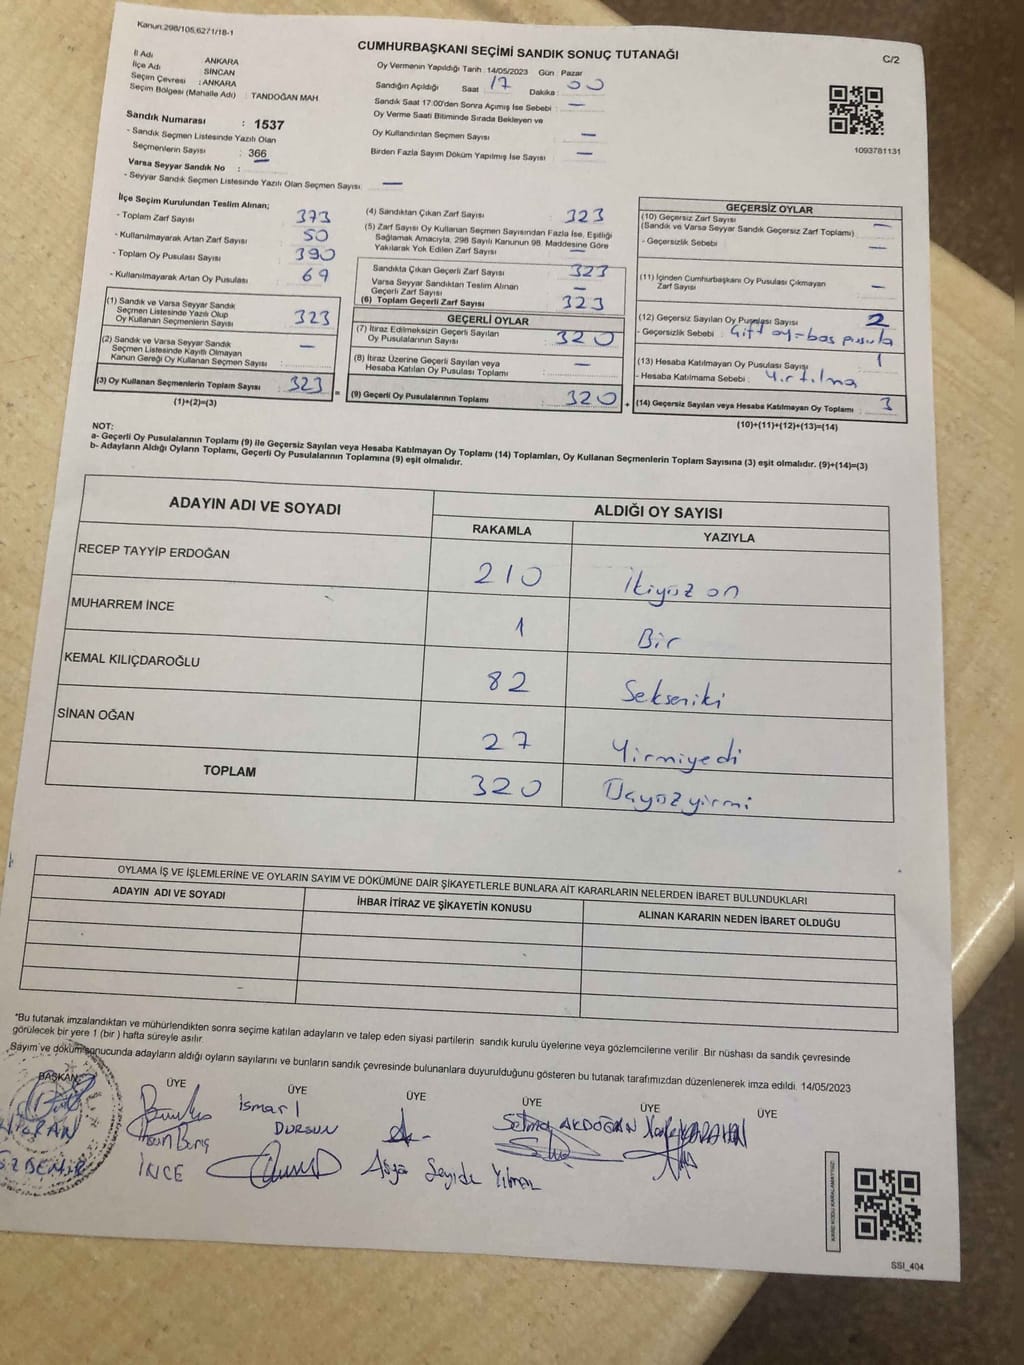 Kanun:298/105,6271/18-1
CUMHURBAŞKANI SEÇİMİ SANDIK SONUÇ TUTANAĞI
C/2
İl Adı ANKARA
İlçe Adı SİNCAN
Seçim Çevresi : ANKARA
Seçim Bölgesi (Mahalle Adı) : TANDOĞAN MAH
Oy Vermenin Yapıldığı Tarih :14/05/2023 Gün : Pazar
Sandığın Açıldığı Saat 17 Dakika : 00
Sandık Saat 17:00'den Sonra Açımış İse Sebebi : —
Oy Verme Saati Bitiminde Sırada Bekleyen ve
Oy Kullandırılan Seçmen Sayısı —
Birden Fazla Sayım Döküm Yapılmış İse Sayısı —
1093781131
Sandık Numarası : 1537
- Sandık Seçmen Listesinde Yazılı Olan
Seçmenlerin Sayısı : 366
Varsa Seyyar Sandık No : —
- Seyyar Sandık Seçmen Listesinde Yazılı Olan Seçmen Sayısı: —
İlçe Seçim Kurulundan Teslim Alınan;
- Toplam Zarf Sayısı 373
- Kullanılmayarak Artan Zarf Sayısı 50
- Toplam Oy Pusulası Sayısı 390
- Kullanılmayarak Artan Oy Pusulası 69
(1) Sandık ve Varsa Seyyar Sandık
Seçmen Listesinde Yazılı Olup
Oy Kullanan Seçmenlerin Sayısı 323
(2) Sandık ve Varsa Seyyar Sandık
Seçmen Listesinde Kayıtlı Olmayan
Kanun Gereği Oy Kullanan Seçmen Sayısı : —
(3) Oy Kullanan Seçmenlerin Toplam Sayısı 323
(1)+(2)=(3)
(4) Sandıktan Çıkan Zarf Sayısı 323
(5) Zarf Sayısı Oy Kullanan Seçmen Sayısından Fazla İse, Eşitliği
Sağlamak Amacıyla, 298 Sayılı Kanunun 98. Maddesine Göre
Yakılarak Yok Edilen Zarf Sayısı —
Sandıkta Çıkan Geçerli Zarf Sayısı 323
Varsa Seyyar Sandıktan Teslim Alınan
Geçerli Zarf Sayısı —
(6) Toplam Geçerli Zarf Sayısı 323
GEÇERLİ OYLAR
(7) İtiraz Edilmeksizin Geçerli Sayılan
Oy Pusulalarının Sayısı 320
(8) İtiraz Üzerine Geçerli Sayılan veya
Hesaba Katılan Oy Pusulası Toplamı —
= (9) Geçerli Oy Pusulalarının Toplamı 320 +
GEÇERSİZ OYLAR
(10) Geçersiz Zarf Sayısı
(Sandık ve Varsa Seyyar Sandık Geçersiz Zarf Toplamı) —
- Geçersizlik Sebebi —
(11) İçinden Cumhurbaşkanı Oy Pusulası Çıkmayan
Zarf Sayısı —
(12) Geçersiz Sayılan Oy Pusulası Sayısı 2
- Geçersizlik Sebebi : Çift oy-boş pusula
(13) Hesaba Katılmayan Oy Pusulası Sayısı 1
- Hesaba Katılmama Sebebi : Yırtılma
(14) Geçersiz Sayılan veya Hesaba Katılmayan Oy Toplamı 3
(10)+(11)+(12)+(13)=(14)
NOT:
a- Geçerli Oy Pusulalarının Toplamı (9) ile Geçersiz Sayılan veya Hesaba Katılmayan Oy Toplamı (14) Toplamları, Oy Kullanan Seçmenlerin Toplam Sayısına (3) eşit olmalıdır. (9)+(14)=(3)
b- Adayların Aldığı Oyların Toplamı, Geçerli Oy Pusulalarının Toplamına (9) eşit olmalıdır.
ADAYIN ADI VE SOYADI ALDIĞI OY SAYISI
RAKAMLA YAZIYLA
RECEP TAYYİP ERDOĞAN 210 İkiyüz on
MUHARREM İNCE 1 Bir
KEMAL KILIÇDAROĞLU 82 Sekseniki
SİNAN OĞAN 27 Yirmiyedi
TOPLAM 320 Üçyüzyirmi
OYLAMA İŞ VE İŞLEMLERİNE VE OYLARIN SAYIM VE DÖKÜMÜNE DAİR ŞİKAYETLERLE BUNLARA AİT KARARLARIN NELERDEN İBARET BULUNDUKLARI
ADAYIN ADI VE SOYADI İHBAR İTİRAZ VE ŞİKAYETİN KONUSU ALINAN KARARIN NEDEN İBARET OLDUĞU
*Bu tutanak imzalandıktan ve mühürlendikten sonra seçime katılan adayların ve talep eden siyasi partilerin sandık kurulu üyelerine veya gözlemcilerine verilir. Bir nüshası da sandık çevresinde
görülecek bir yere 1 (bir ) hafta süreyle asılır.
Sayım ve döküm sonucunda adayların aldığı oyların sayılarını ve bunların sandık çevresinde bulunanlara duyurulduğunu gösteren bu tutanak tarafımızdan düzenlenerek imza edildi. 14/05/2023
BAŞKAN ÜYE ÜYE ÜYE ÜYE ÜYE ÜYE
İsmail
DURSUN
Selma AKDOĞAN
İNCE
Asya Seyide Yılmaz
KARE KODU KARALAMAYINIZ!
SSI_404